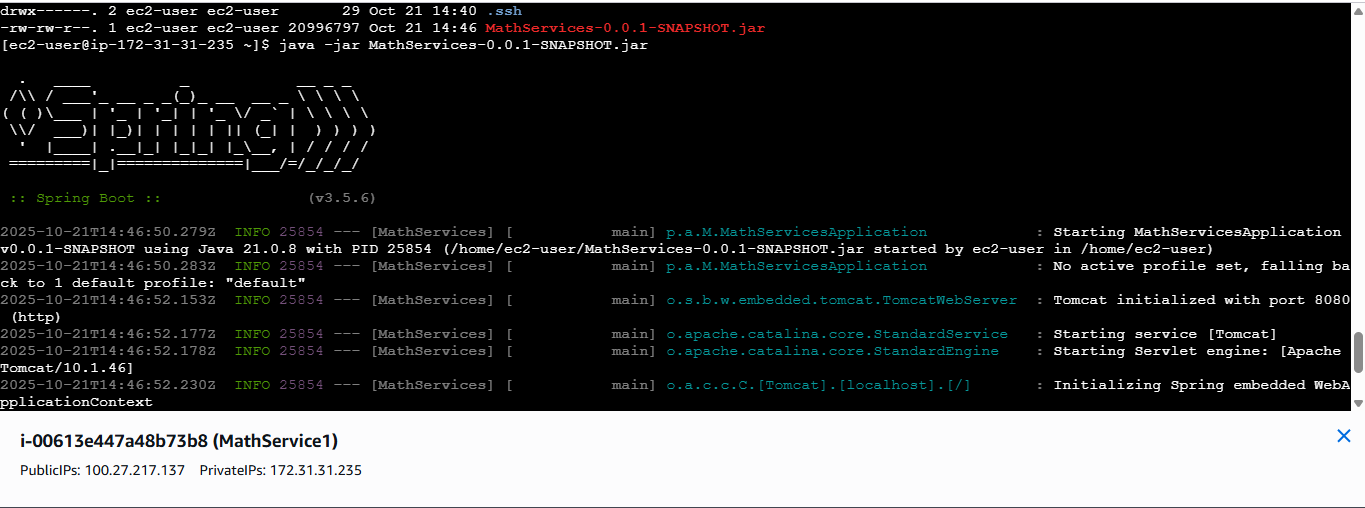 drwx------. 2 ec2-user ec2-user       29 Oct 21 14:40 .ssh
-rw-rw-r--. 1 ec2-user ec2-user 20996797 Oct 21 14:46 MathServices-0.0.1-SNAPSHOT.jar
[ec2-user@ip-172-31-31-235 ~]$ java -jar MathServices-0.0.1-SNAPSHOT.jar
  .   ____          _            __ _ _
 /\\ / ___'_ __ _ _(_)_ __  __ _ \ \ \ \
( ( )\___ | '_ | '_| | '_ \/ _` | \ \ \ \
 \\/  ___)| |_)| | | | | || (_| |  ) ) ) )
  '  |____| .__|_| |_|_| |_\__, | / / / /
 =========|_|==============|___/=/_/_/_/
 :: Spring Boot ::                (v3.5.6)
2025-10-21T14:46:50.279Z  INFO 25854 --- [MathServices] [           main] p.a.M.MathServicesApplication             : Starting MathServicesApplication
v0.0.1-SNAPSHOT using Java 21.0.8 with PID 25854 (/home/ec2-user/MathServices-0.0.1-SNAPSHOT.jar started by ec2-user in /home/ec2-user)
2025-10-21T14:46:50.283Z  INFO 25854 --- [MathServices] [           main] p.a.M.MathServicesApplication             : No active profile set, falling ba
ck to 1 default profile: "default"
2025-10-21T14:46:52.153Z  INFO 25854 --- [MathServices] [           main] o.s.b.w.embedded.tomcat.TomcatWebServer  : Tomcat initialized with port 8080
 (http)
2025-10-21T14:46:52.177Z  INFO 25854 --- [MathServices] [           main] o.apache.catalina.core.StandardService   : Starting service [Tomcat]
2025-10-21T14:46:52.178Z  INFO 25854 --- [MathServices] [           main] o.apache.catalina.core.StandardEngine    : Starting Servlet engine: [Apache
Tomcat/10.1.46]
2025-10-21T14:46:52.230Z  INFO 25854 --- [MathServices] [           main] o.a.c.c.C.[Tomcat].[localhost].[/]       : Initializing Spring embedded WebA
pplicationContext
i-00613e447a48b73b8 (MathService1)
PublicIPs: 100.27.217.137    PrivateIPs: 172.31.31.235